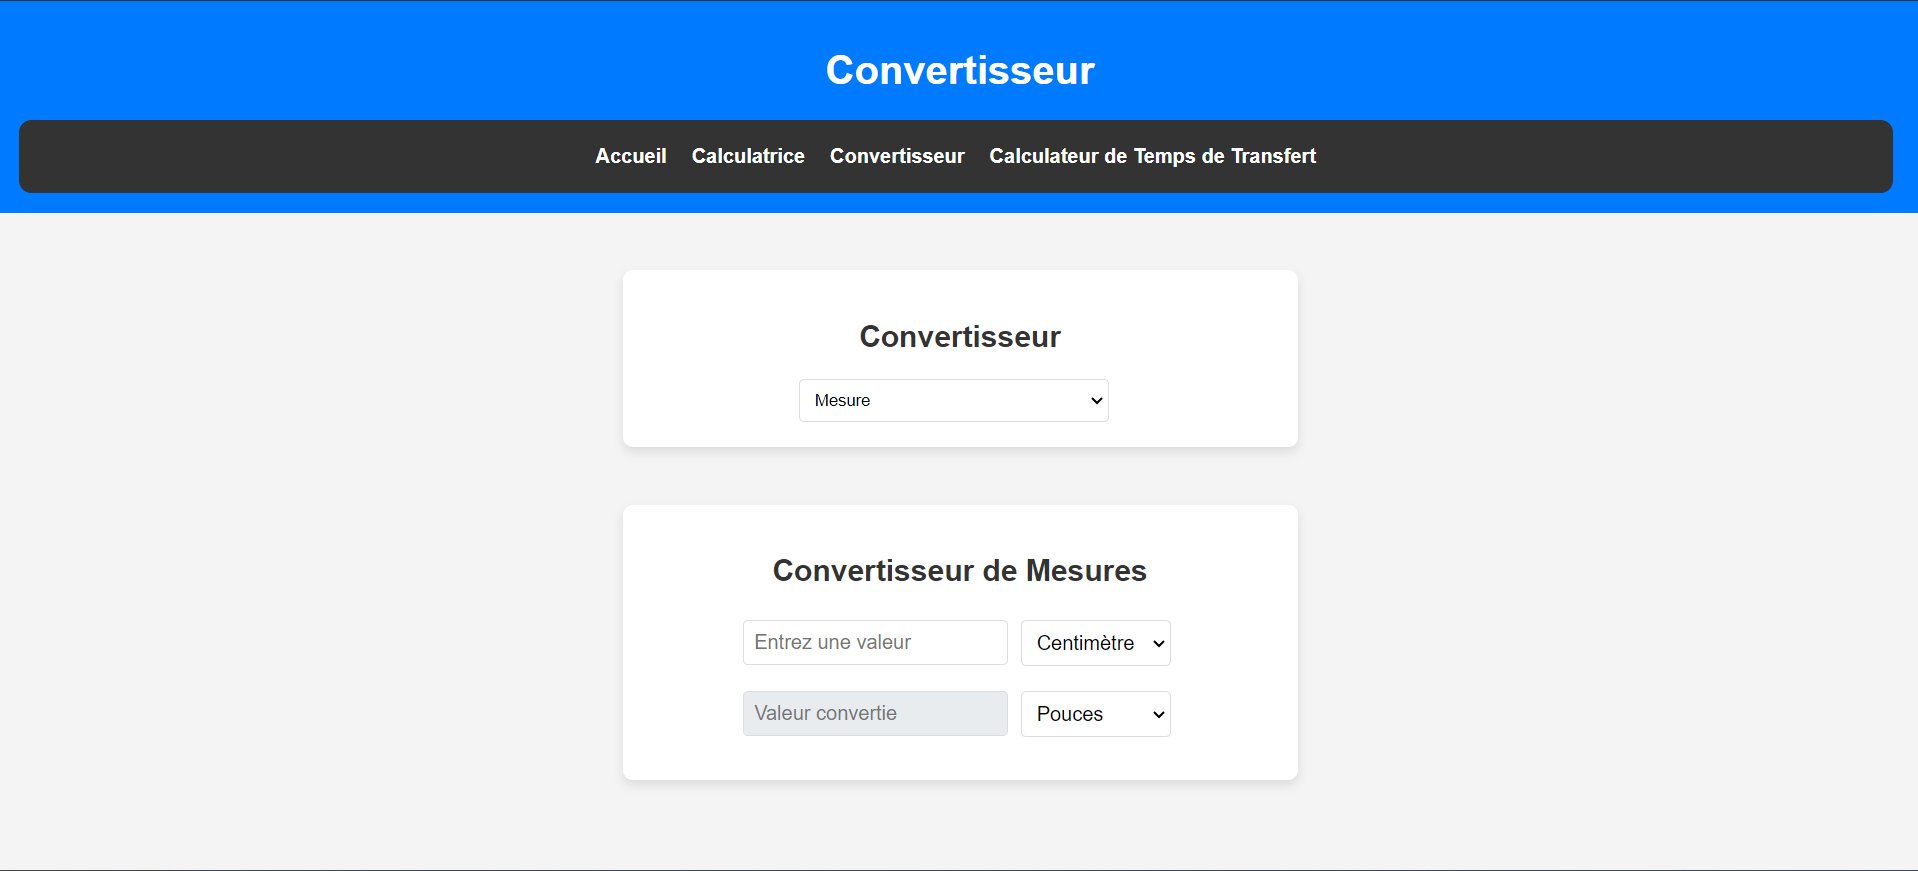 Convertisseur
Accueil Calculatrice Convertisseur Calculateur de Temps de Transfert
Convertisseur
Mesure
Convertisseur de Mesures
Entrez une valeur Centimètre
Valeur convertie Pouces